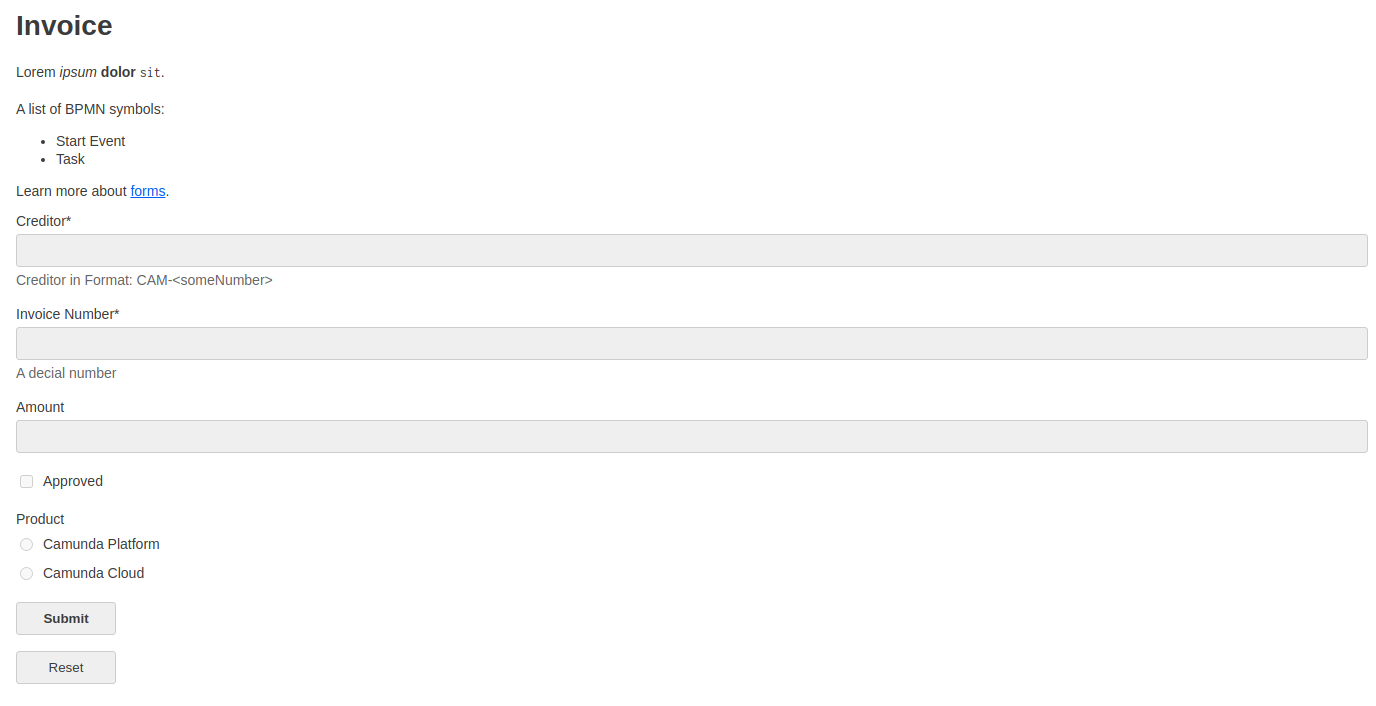 Invoice
Lorem ipsum dolor sit.
A list of BPMN symbols:
Start Event
Task
Learn more about forms.
Creditor*
Creditor in Format: CAM-<someNumber>
Invoice Number*
A decial number
Amount
Approved
Product
Camunda Platform
Camunda Cloud
Submit
Reset